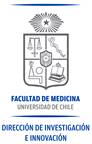 FACULTAD DE MEDICINA
UNIVERSIDAD DE CHILE
DIRECCIÓN DE INVESTIGACIÓN
E INNOVACIÓN